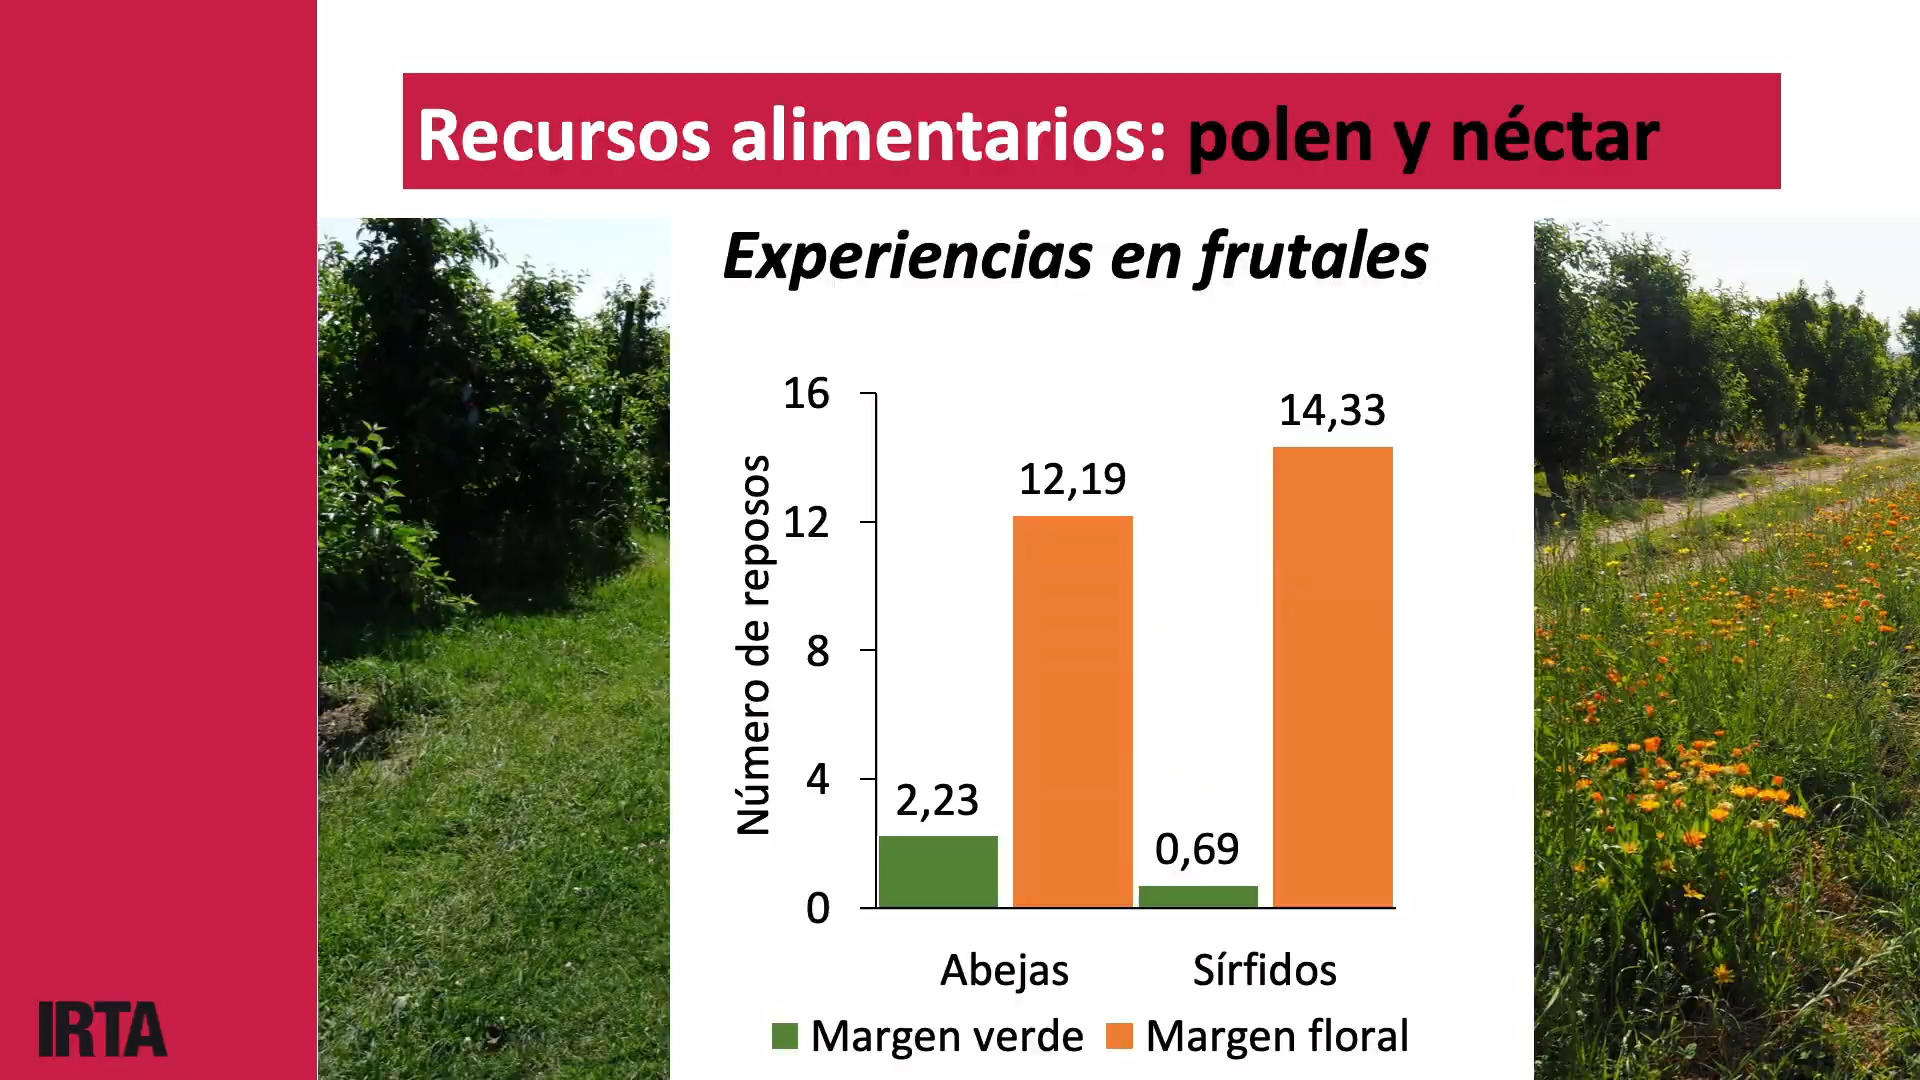 Recursos alimentarios: polen y néctar
Experiencias en frutales
Número de reposos
16
12
8
4
0
2,23
12,19
0,69
14,33
Abejas
Sírfidos
Margen verde
Margen floral
IRTA